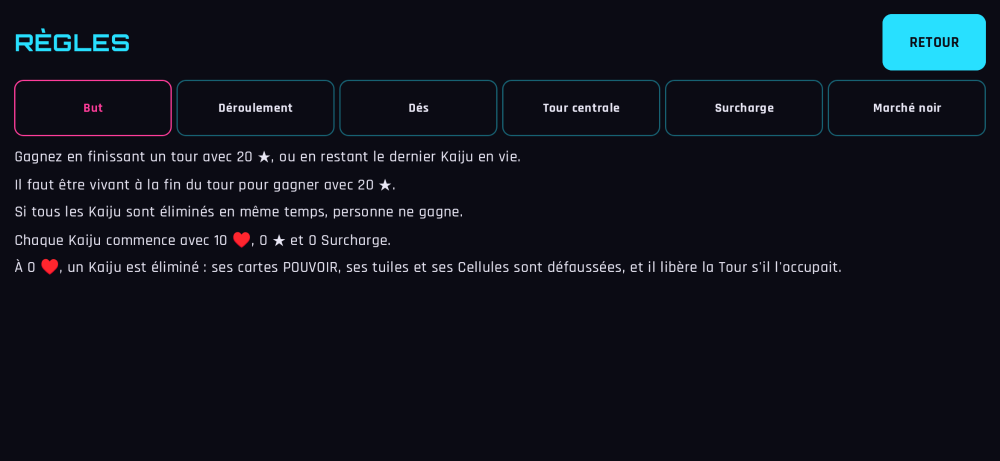 RÈGLES
RETOUR
But
Déroulement
Dés
Tour centrale
Surcharge
Marché noir
Gagnez en finissant un tour avec 20 ★, ou en restant le dernier Kaiju en vie.
Il faut être vivant à la fin du tour pour gagner avec 20 ★.
Si tous les Kaiju sont éliminés en même temps, personne ne gagne.
Chaque Kaiju commence avec 10 ❤️, 0 ★ et 0 Surcharge.
À 0 ❤️, un Kaiju est éliminé : ses cartes POUVOIR, ses tuiles et ses Cellules sont défaussées, et il libère la Tour s'il l'occupait.